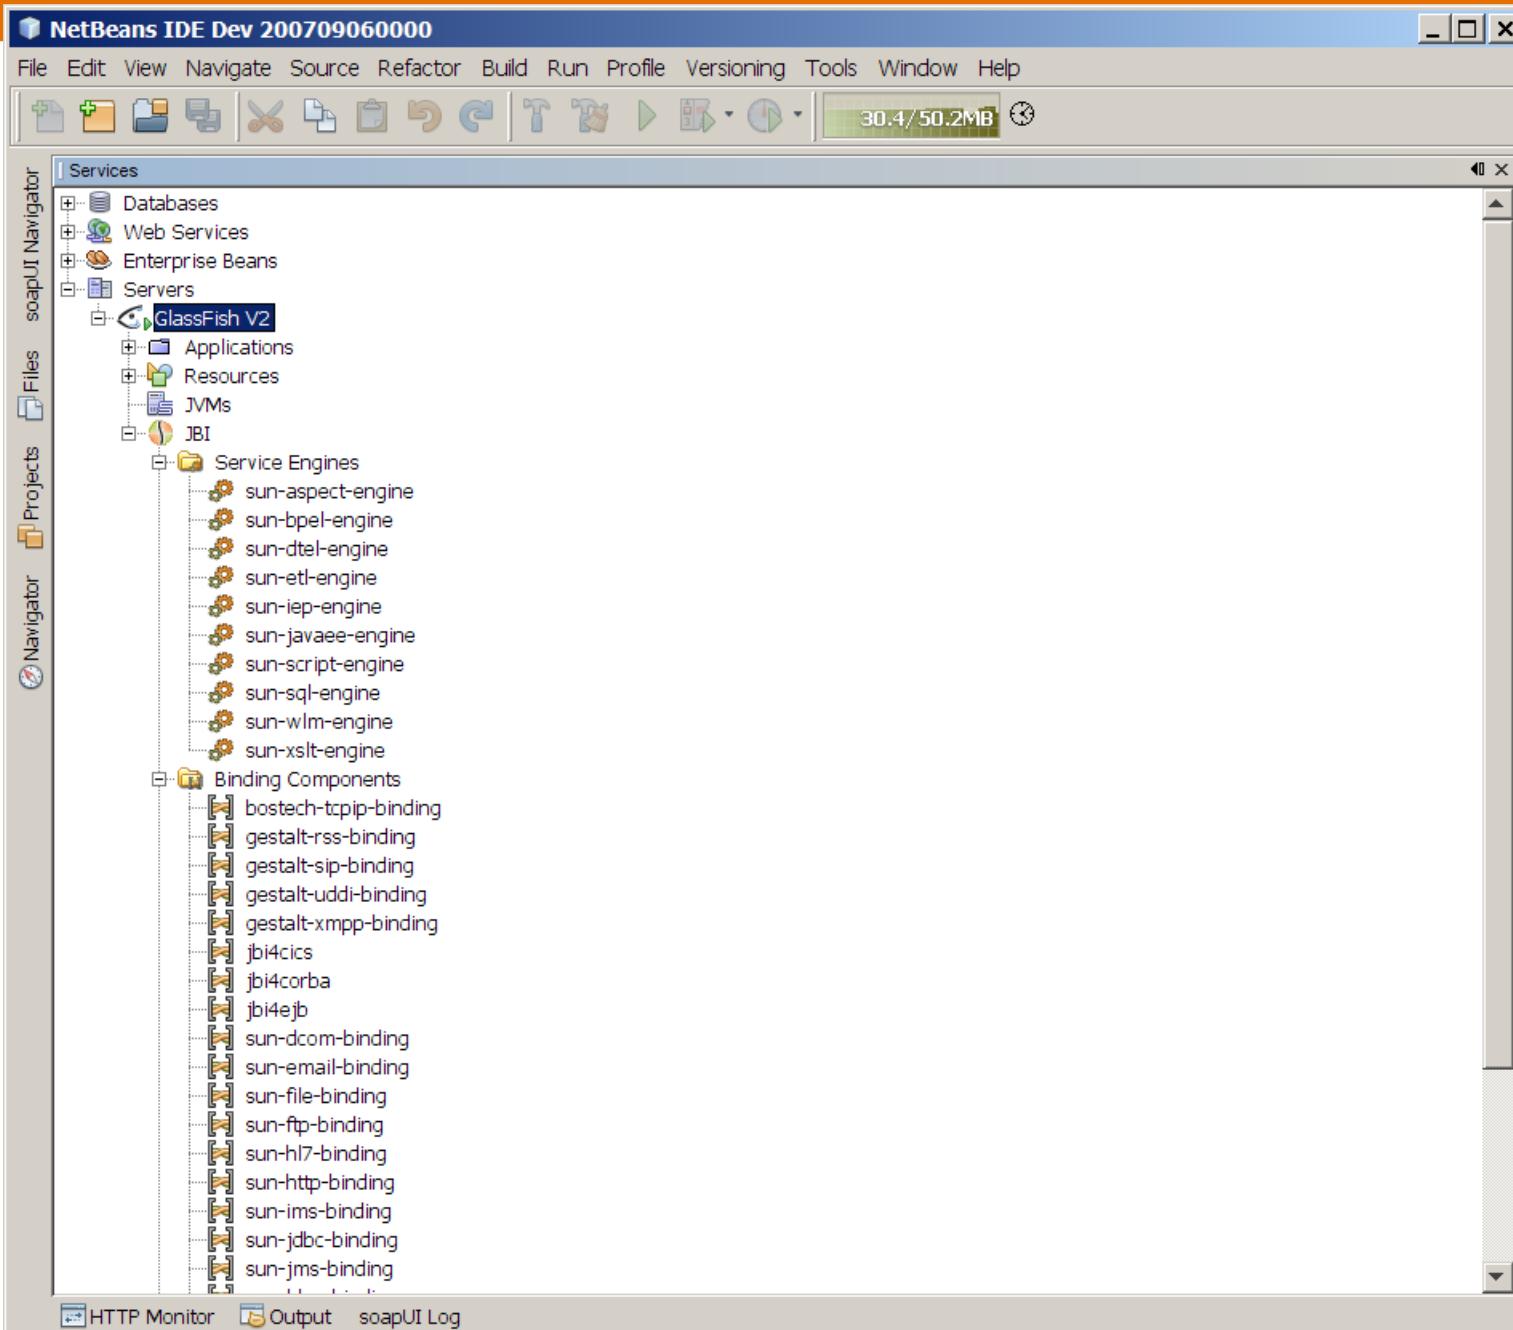 NetBeans IDE Dev 200709060000
File Edit View Navigate Source Refactor Build Run Profile Versioning Tools Window Help
30.4/50.2MB
Services
soapUI Navigator
Files
Projects
Navigator
Databases
Web Services
Enterprise Beans
Servers
GlassFish V2
Applications
Resources
JVMs
JBI
Service Engines
sun-aspect-engine
sun-bpel-engine
sun-dtel-engine
sun-etl-engine
sun-iep-engine
sun-javaee-engine
sun-script-engine
sun-sql-engine
sun-wlm-engine
sun-xslt-engine
Binding Components
bostech-tcpip-binding
gestalt-rss-binding
gestalt-sip-binding
gestalt-uddi-binding
gestalt-xmpp-binding
jbi4cics
jbi4corba
jbi4ejb
sun-dcom-binding
sun-email-binding
sun-file-binding
sun-ftp-binding
sun-hl7-binding
sun-http-binding
sun-ims-binding
sun-jdbc-binding
sun-jms-binding
HTTP Monitor Output soapUI Log